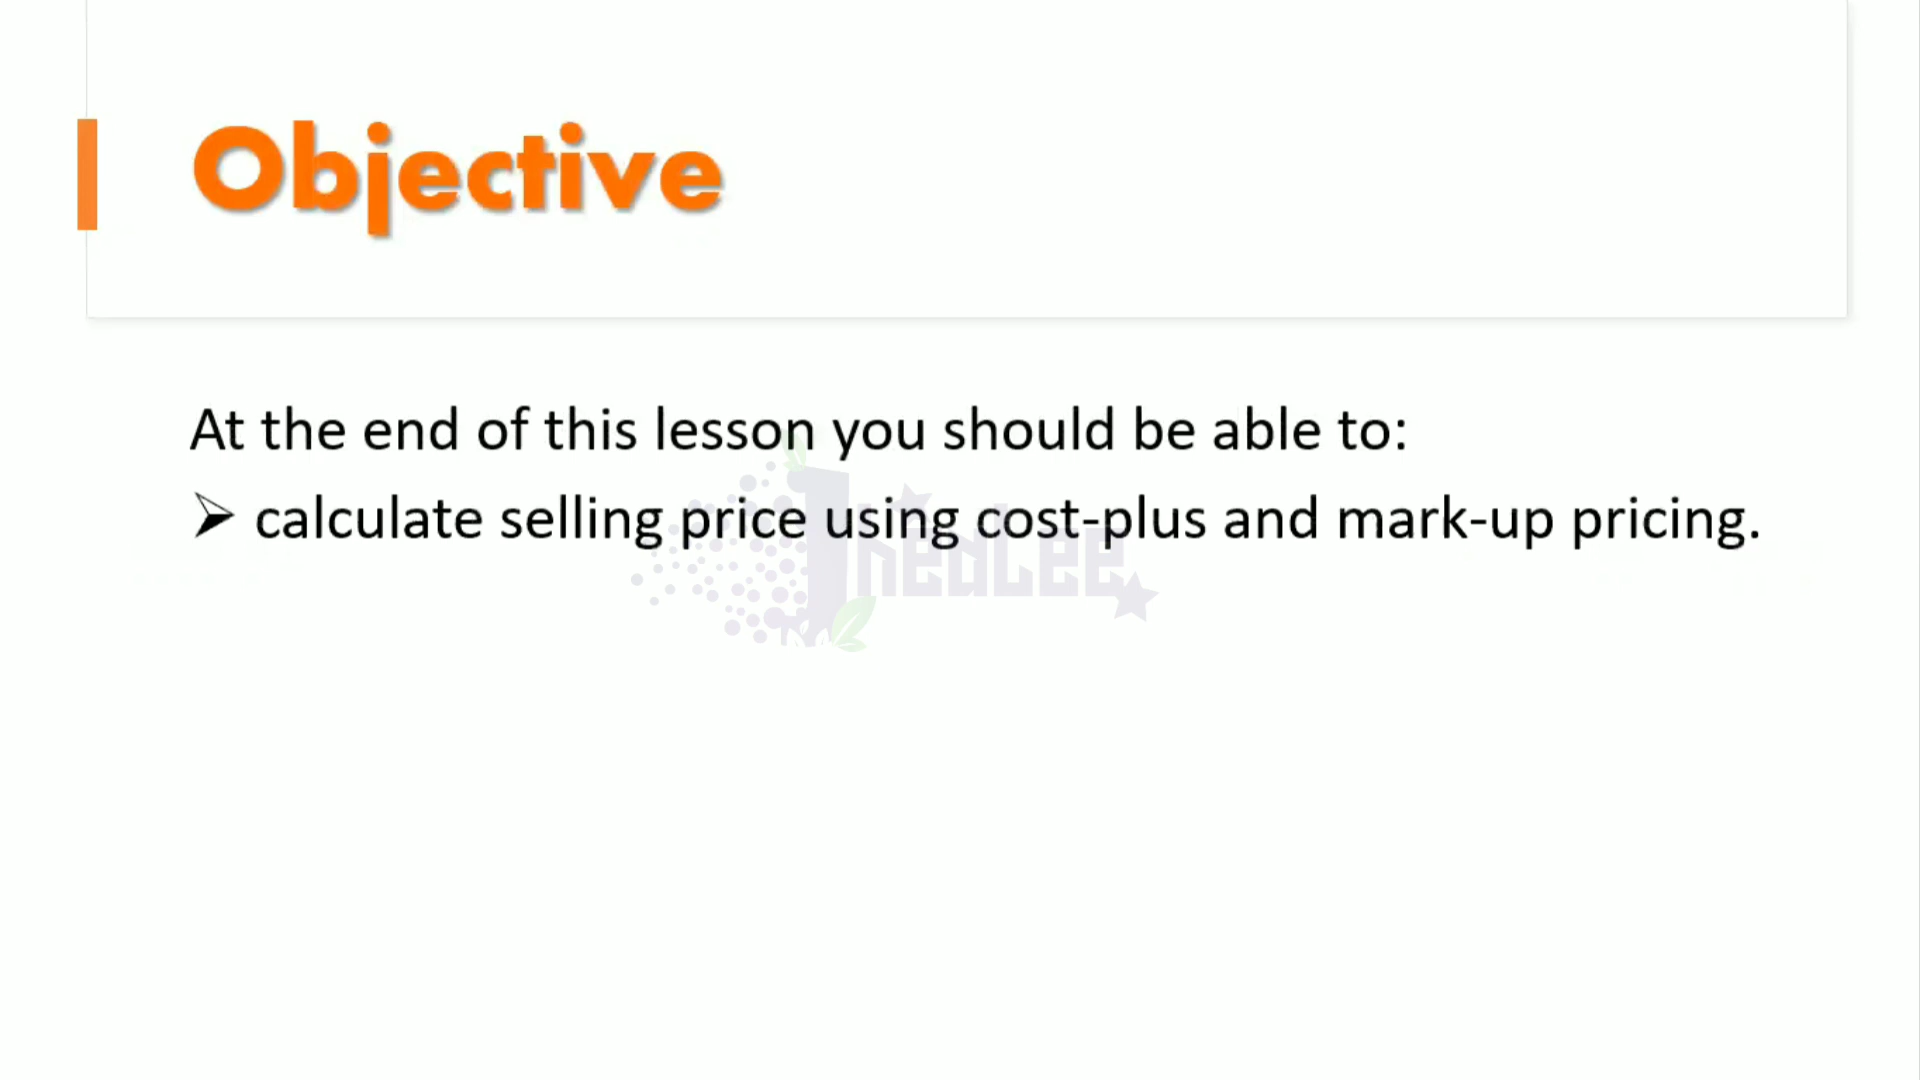 Objective
At the end of this lesson you should be able to:
➢ calculate selling price using cost-plus and mark-up pricing.